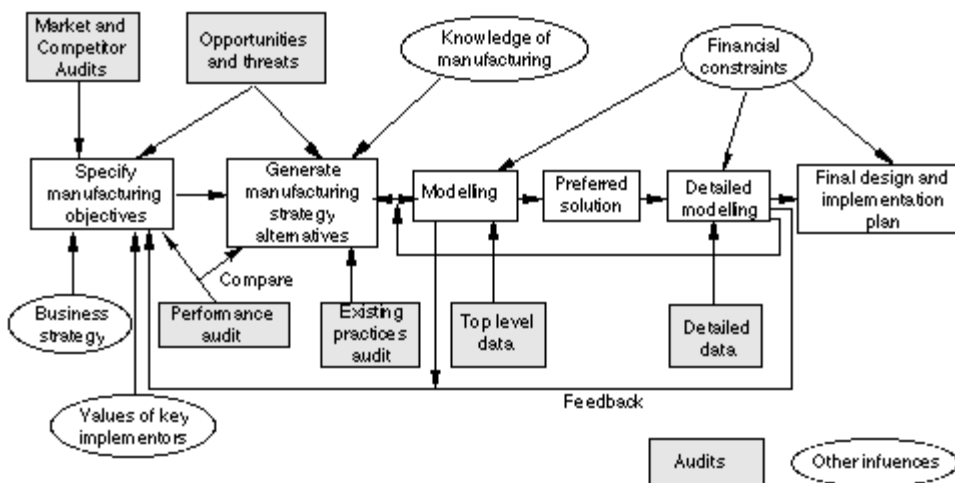 Market and
Competitor
Audits
Opportunities
and threats
Knowledge of
manufacturing
Financial
constraints
Specify
manufacturing
objectives
Generate
manufacturing
strategy
alternatives
Modelling
Preferred
solution
Detailed
modelling
Final design and
implementation
plan
Compare
Business
strategy
Performance
audit
Existing
practices
audit
Top level
data
Detailed
data
Values of key
implementors
Feedback
Audits
Other infuences